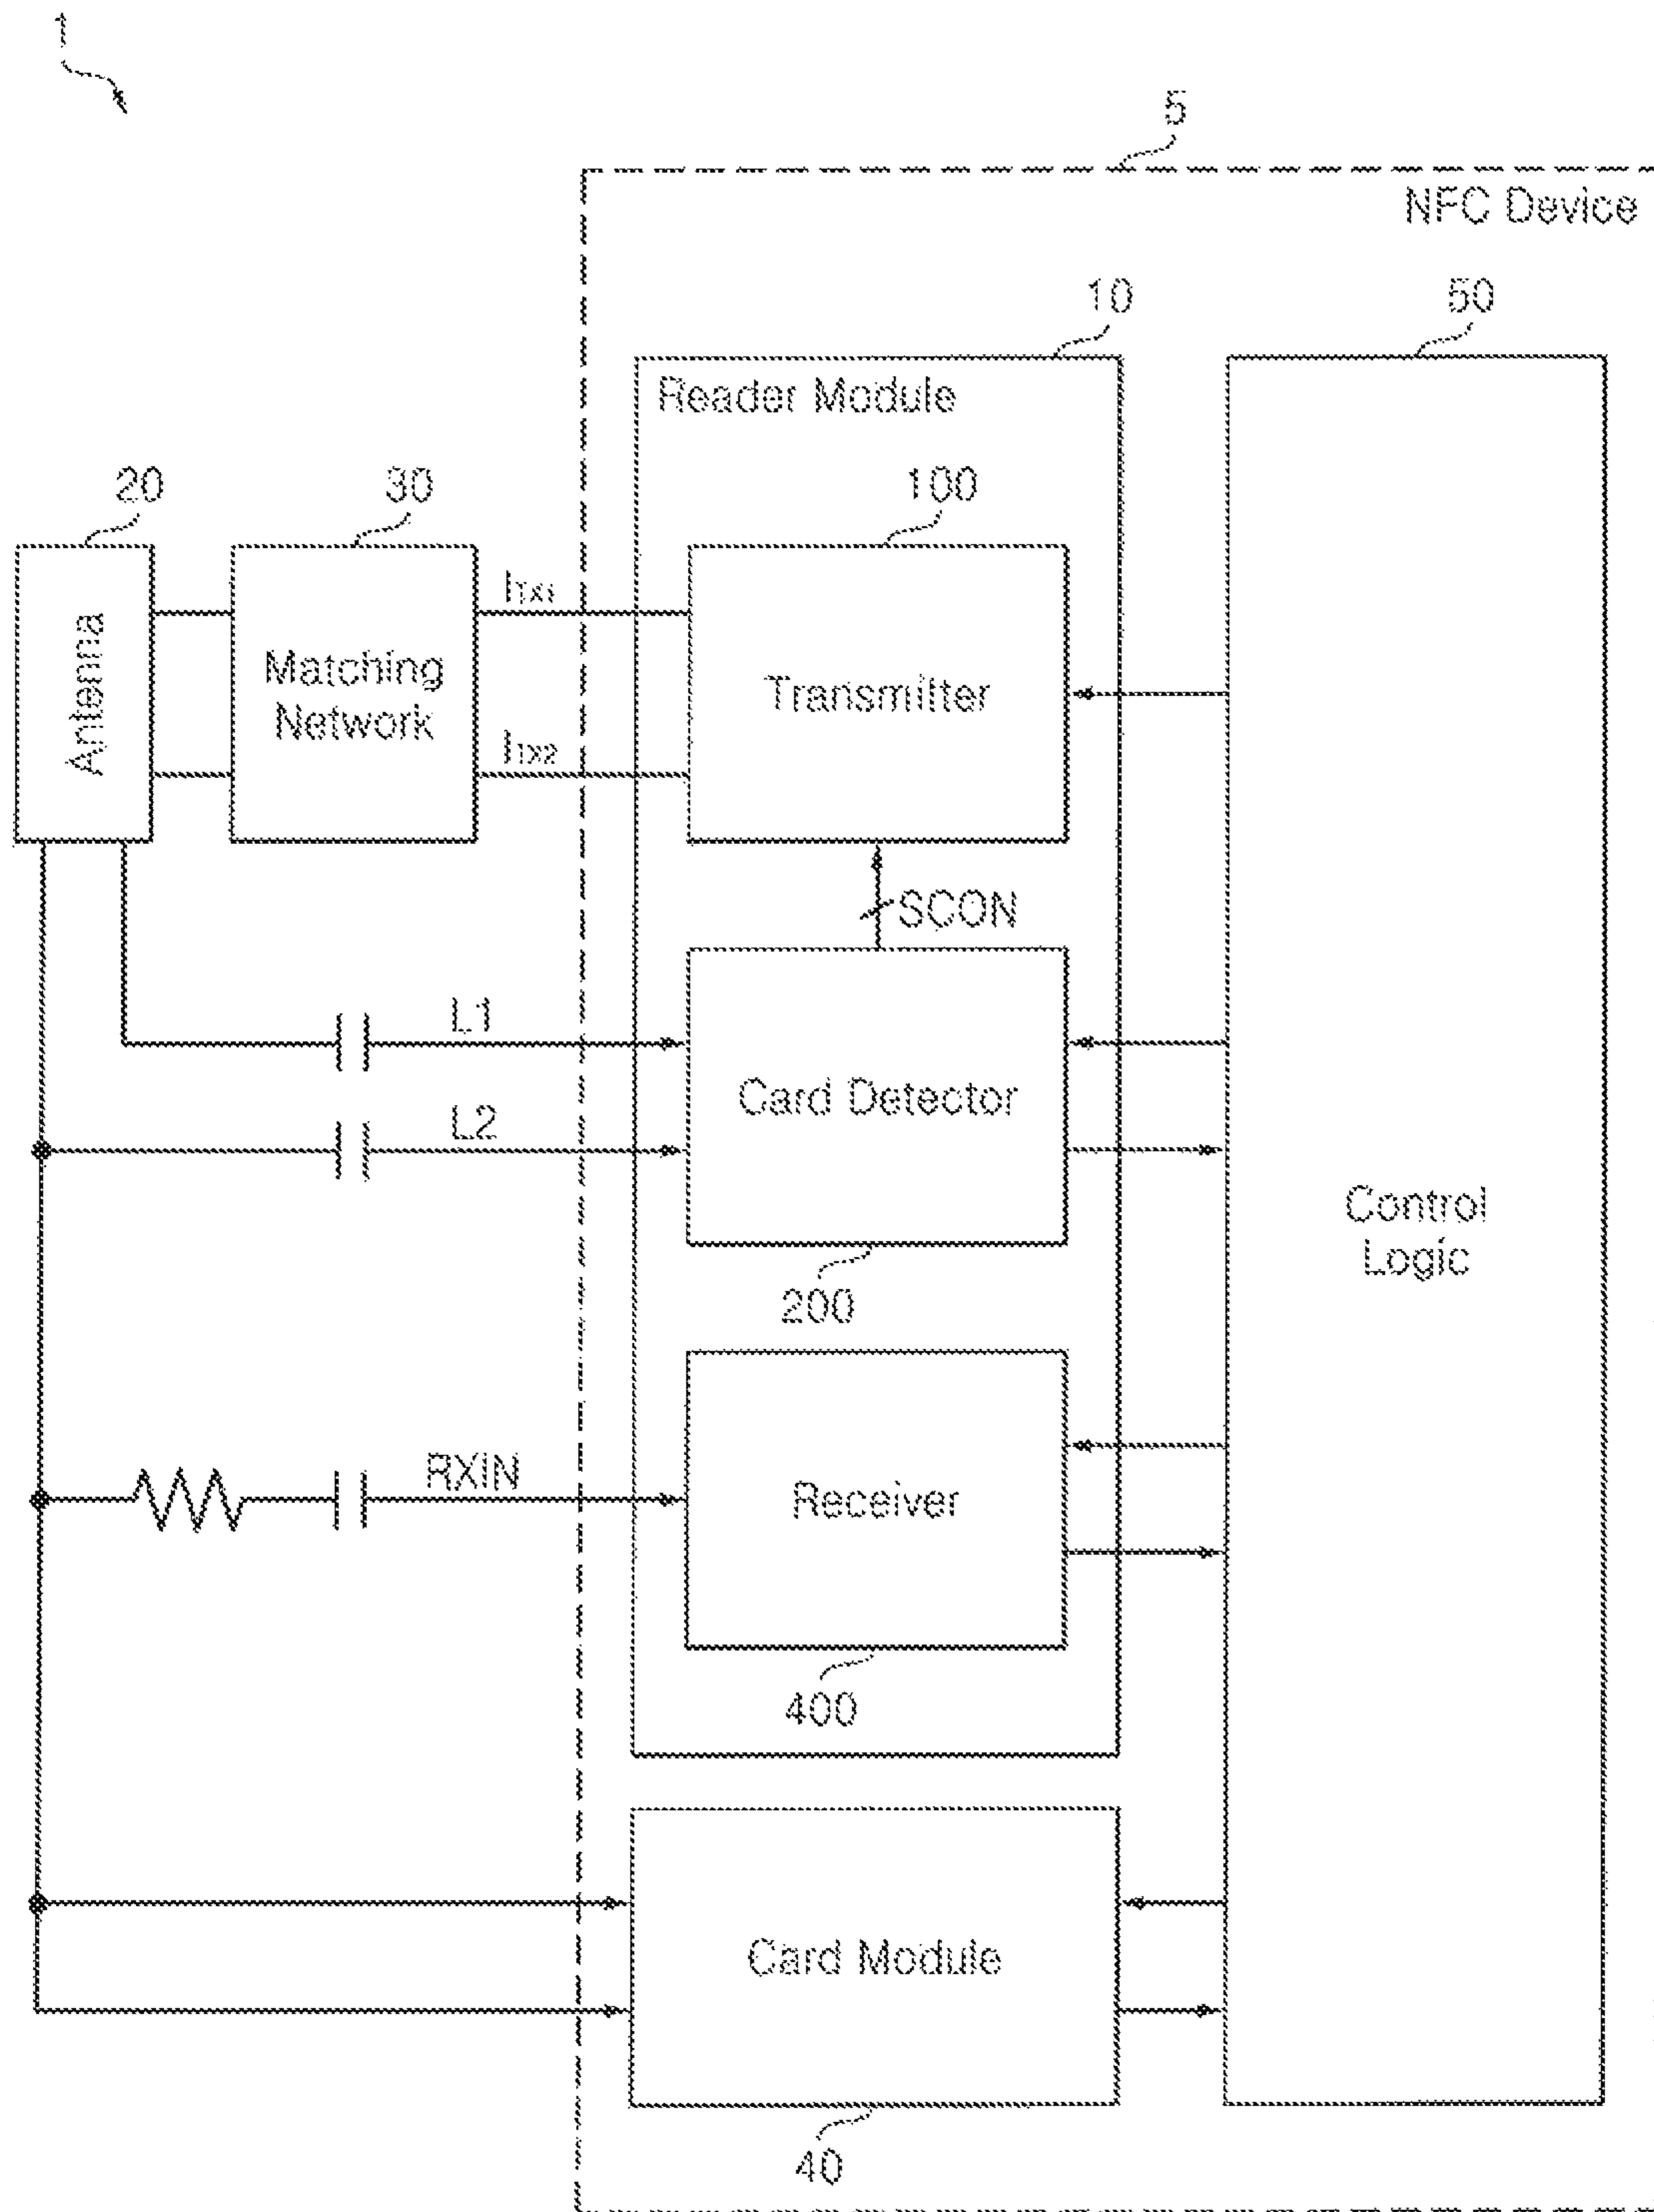 1
5
NFC Device
10
50
Reader Module
20
30
100
Antenna
Matching
Network
ITX1
ITX2
Transmitter
SCON
L1
L2
Card Detector
200
Control
Logic
RXIN
Receiver
400
Card Module
40